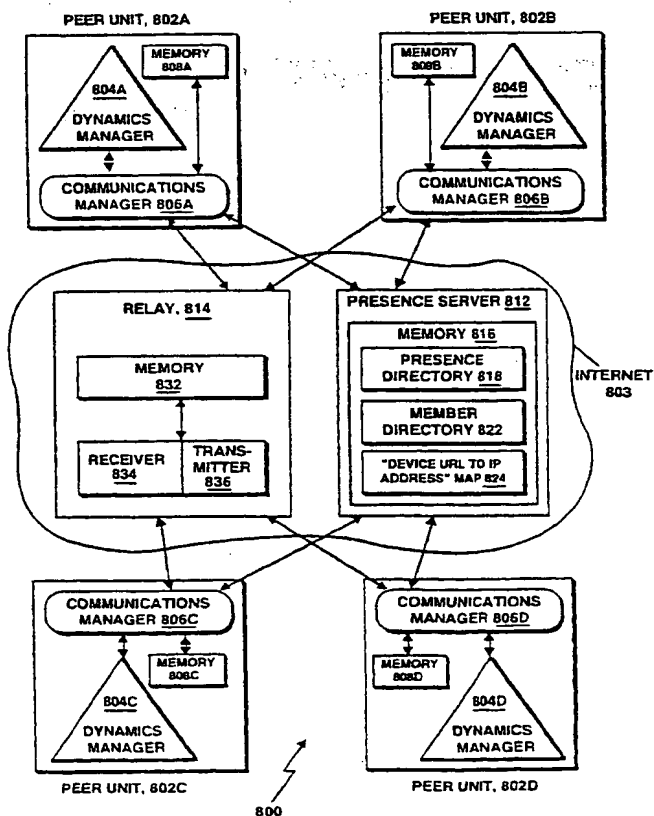 PEER UNIT, 802A
PEER UNIT, 802B
MEMORY
808A
804A
DYNAMICS
MANAGER
COMMUNICATIONS
MANAGER 806A
MEMORY
808B
804B
DYNAMICS
MANAGER
COMMUNICATIONS
MANAGER 806B
RELAY, 814
MEMORY
832
RECEIVER
834
TRANS-
MITTER
836
PRESENCE SERVER 812
MEMORY 816
PRESENCE
DIRECTORY 818
MEMBER
DIRECTORY 822
"DEVICE URL TO IP
ADDRESS" MAP 824
INTERNET
803
COMMUNICATIONS
MANAGER 806C
MEMORY
808C
804C
DYNAMICS
MANAGER
COMMUNICATIONS
MANAGER 806D
MEMORY
808D
804D
DYNAMICS
MANAGER
PEER UNIT, 802C
PEER UNIT, 802D
800